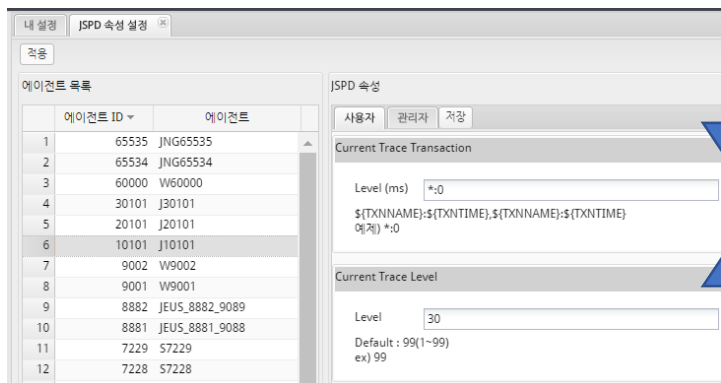 내 설정 JSPD 속성 설정
적용
에이전트 목록
에이전트 ID 에이전트
1 65535 JNG65535
2 65534 JNG65534
3 60000 W60000
4 30101 J30101
5 20101 J20101
6 10101 J10101
7 9002 W9002
8 9001 W9001
9 8882 JEUS_8882_9089
10 8881 JEUS_8881_9088
11 7229 S7229
12 7228 S7228
JSPD 속성
사용자 관리자 저장
Current Trace Transaction
Level (ms) *:0
${TXNNAME}:${TXNTIME},${TXNNAME}:${TXNTIME}
예제) *:0
Current Trace Level
Level 30
Default : 99(1~99)
ex) 99